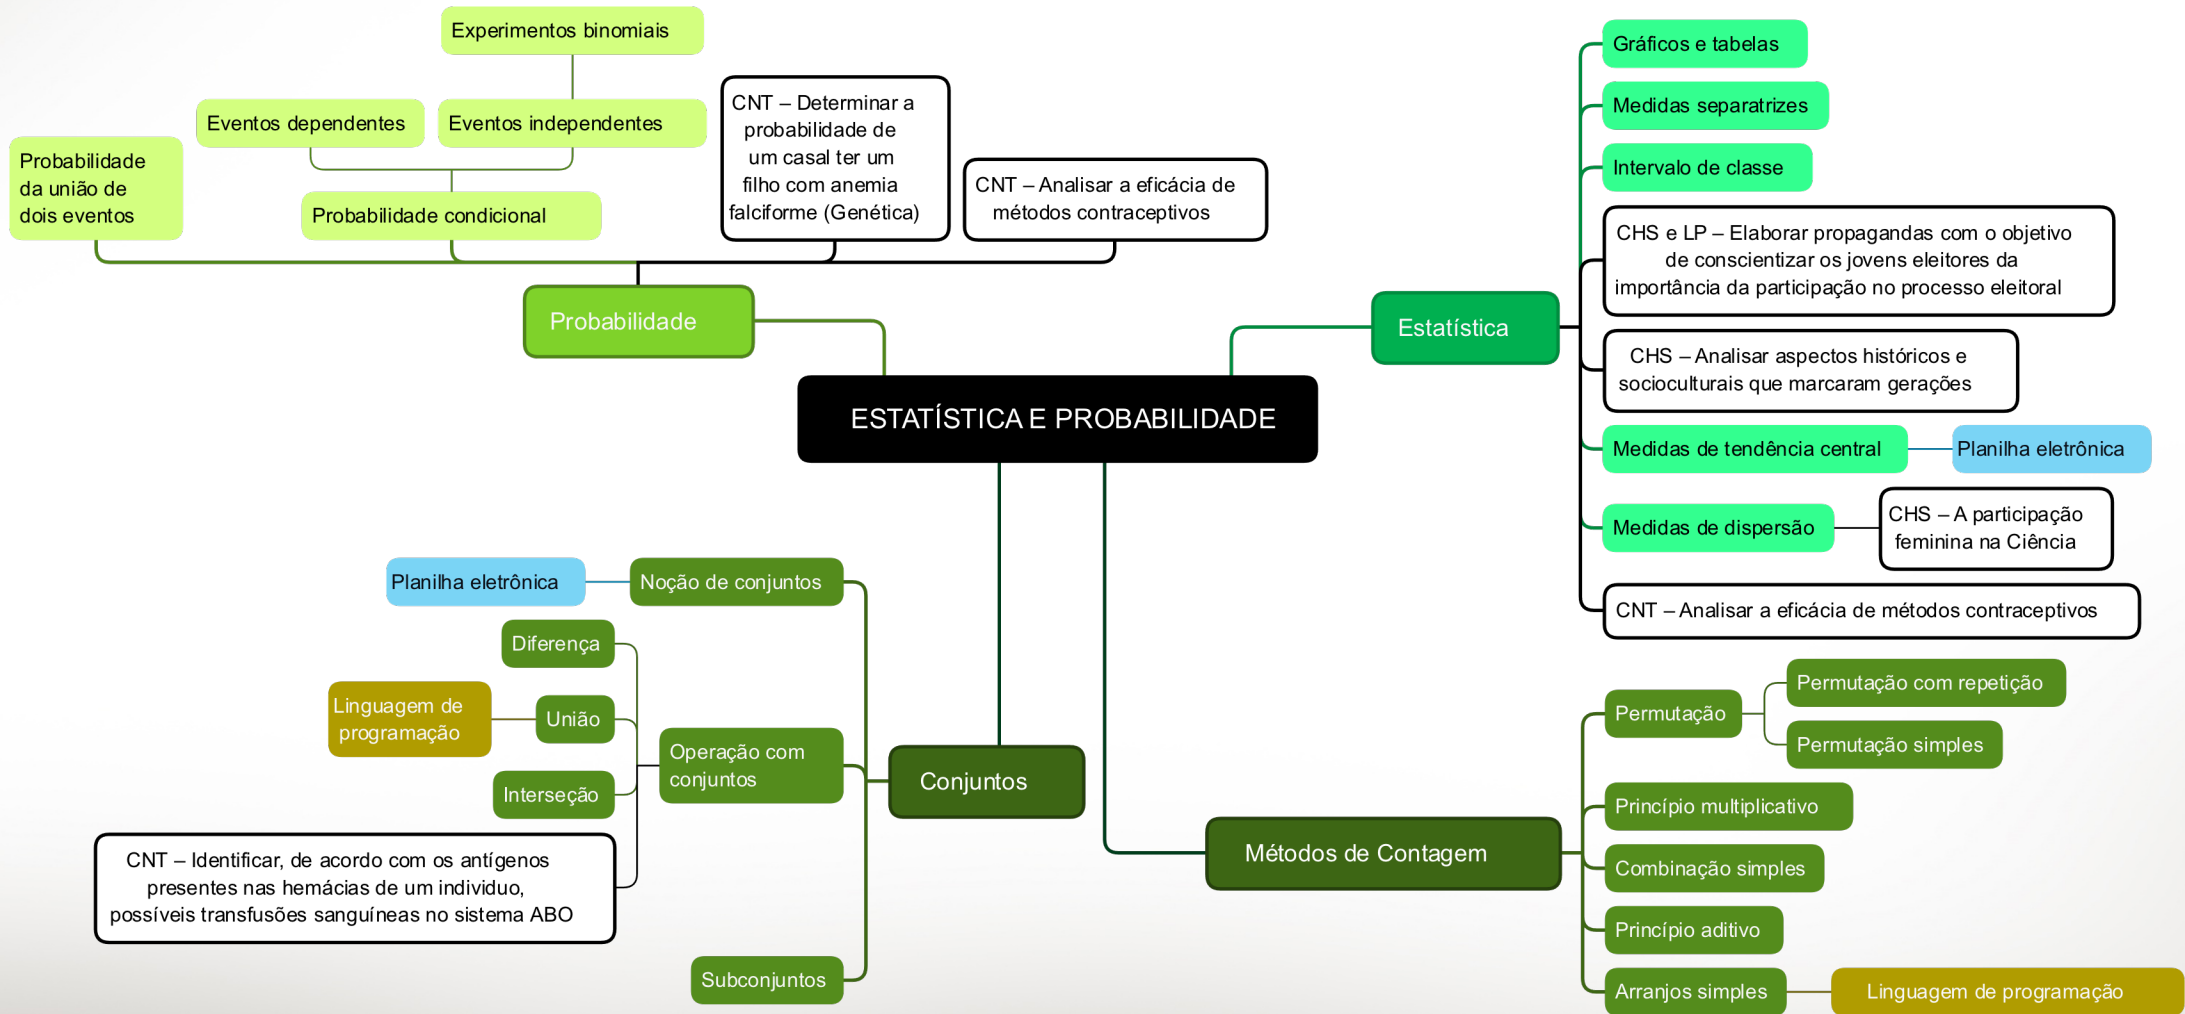 Experimentos binomiais
Eventos dependentes
Eventos independentes
Probabilidade
da união de
dois eventos
Probabilidade condicional
CNT – Determinar a
probabilidade de
um casal ter um
filho com anemia
falciforme (Genética)
CNT – Analisar a eficácia de
métodos contraceptivos
Probabilidade
ESTATÍSTICA E PROBABILIDADE
Estatística
Gráficos e tabelas
Medidas separatrizes
Intervalo de classe
CHS e LP – Elaborar propagandas com o objetivo
de conscientizar os jovens eleitores da
importância da participação no processo eleitoral
CHS – Analisar aspectos históricos e
socioculturais que marcaram gerações
Medidas de tendência central
Planilha eletrônica
Medidas de dispersão
CHS – A participação
feminina na Ciência
CNT – Analisar a eficácia de métodos contraceptivos
Planilha eletrônica
Noção de conjuntos
Diferença
Linguagem de
programação
União
Interseção
Operação com
conjuntos
Conjuntos
CNT – Identificar, de acordo com os antígenos
presentes nas hemácias de um individuo,
possíveis transfusões sanguíneas no sistema ABO
Subconjuntos
Métodos de Contagem
Permutação
Permutação com repetição
Permutação simples
Princípio multiplicativo
Combinação simples
Princípio aditivo
Arranjos simples
Linguagem de programação